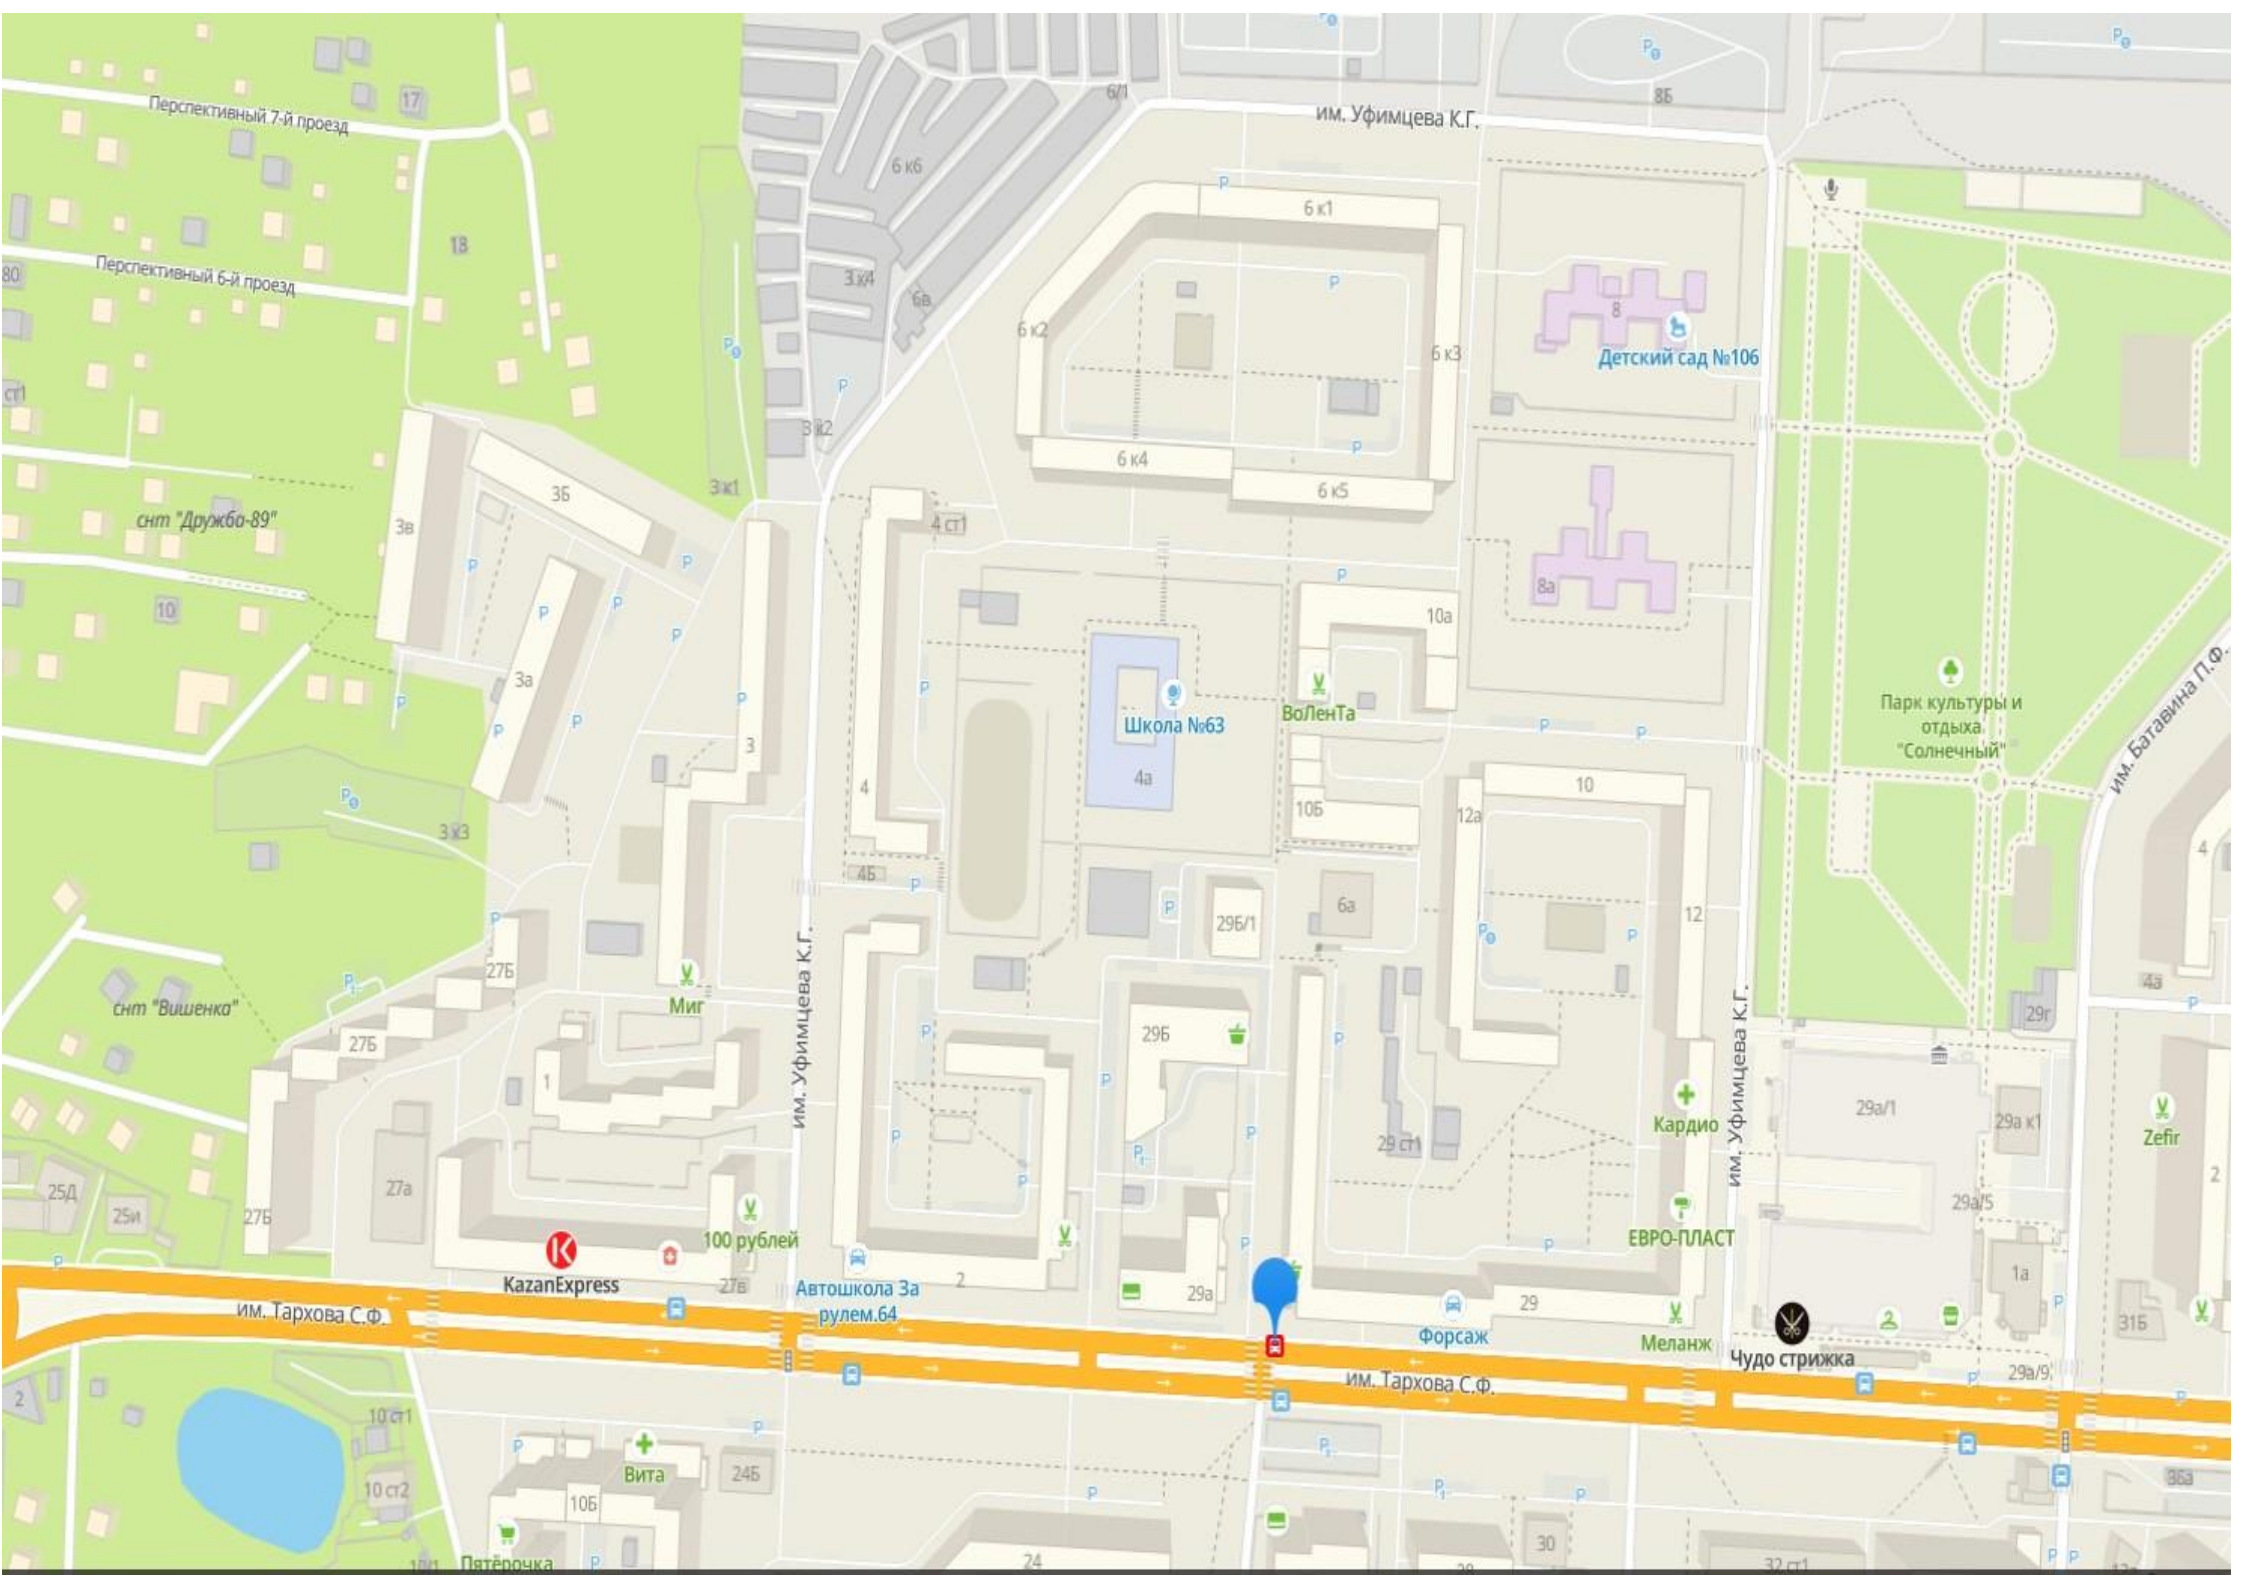 6/1
8Б
Перспективный 7-й проезд
17
им. Уфимцева К.Г.
6 к6
6 к1
18
Перспективный 6-й проезд
80
3 к4
6в
6 к2
6 к3
8
Детский сад №106
ст1
3 к2
6 к4
6 к5
3 к1
3Б
3в
снт "Дружба-89"
4 ст1
10
8а
10а
3а
Школа №63
ВоЛенТа
Парк культуры и
отдыха
"Солнечный"
им. Батавина П.Ф.
3
4
4а
10
10Б
12а
3 к3
4
4Б
6а
29Б/1
12
27Б
снт "Вишенка"
Миг
им. Уфимцева К.Г.
им. Уфимцева К.Г.
4а
29г
27Б
29Б
1
29а/1
29а к1
Кардио
Zefir
29 ст1
25Д
25и
27а
27Б
им. Уфимцева К.Г.
2
29а/5
100 рублей
ЕВРО-ПЛАСТ
KazanExpress
27в
Автошкола За
рулем.64
2
29а
29
1а
31Б
им. Тархова С.Ф.
Форсаж
Меланж
Чудо стрижка
им. Тархова С.Ф.
29а/9
2
10 ст1
Вита
24Б
36а
10 ст2
10Б
Пятёрочка
24
30
32 ст1